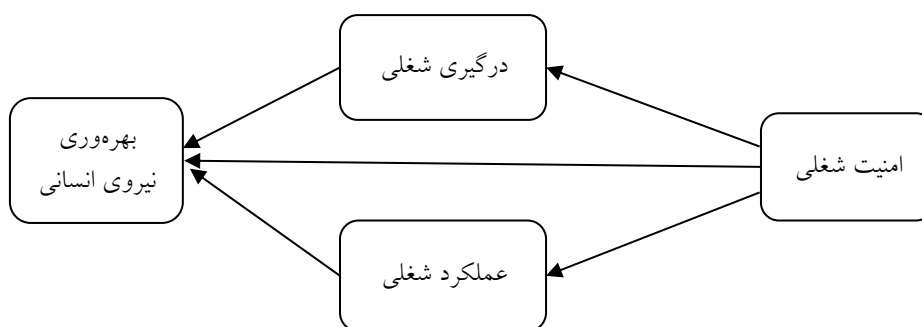 درگیری شغلی
امنیت شغلی
بهره‌وری
نیروی انسانی
عملکرد شغلی